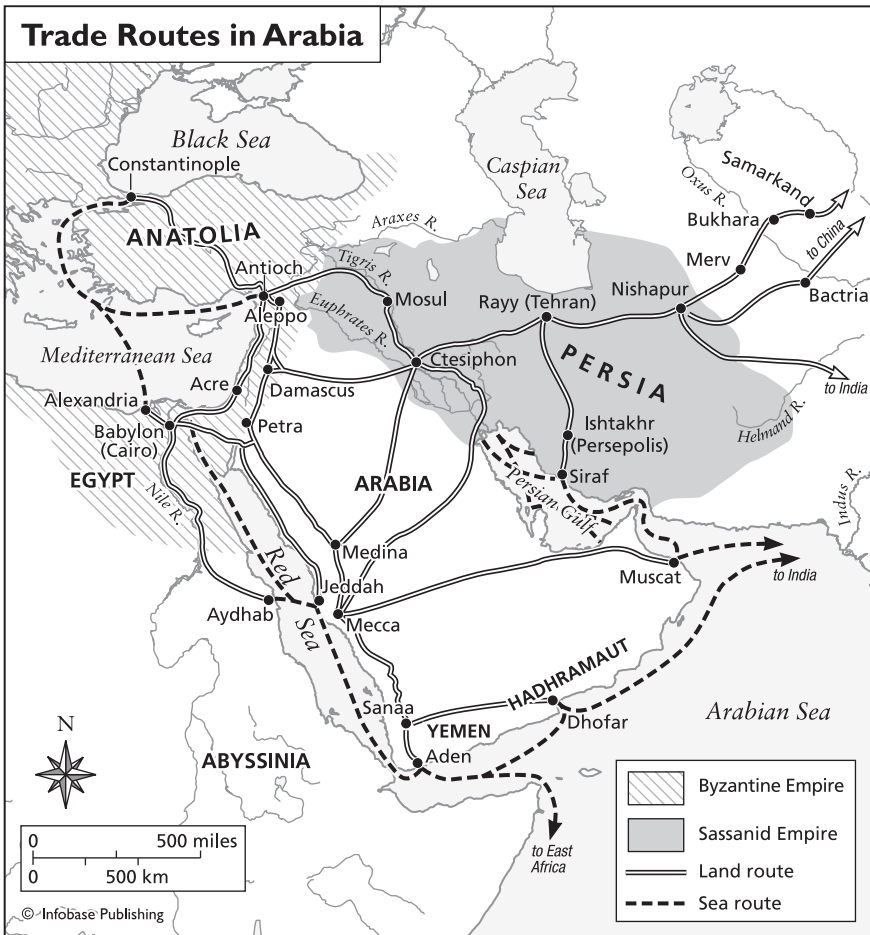 Trade Routes in Arabia
Black Sea
Constantinople
Caspian
Sea
Samarkand
Oxus R.
Bukhara
to China
Araxes R.
ANATOLIA
Antioch
Tigris R.
Merv
Aleppo
Euphrates R.
Mosul
Rayy (Tehran)
Nishapur
Bactria
Mediterranean Sea
Ctesiphon
PERSIA
Acre
Damascus
to India
Alexandria
Babylon
(Cairo)
Petra
Ishtakhr
(Persepolis)
Helmand R.
EGYPT
Nile R.
ARABIA
Siraf
Persian Gulf
Indus R.
Medina
Red
Sea
Jeddah
Muscat
to India
Aydhab
Mecca
HADHRAMAUT
Sanaa
YEMEN
Dhofar
Arabian Sea
N
ABYSSINIA
Aden
to East
Africa
0 500 miles
0 500 km
© Infobase Publishing
Byzantine Empire
Sassanid Empire
Land route
Sea route